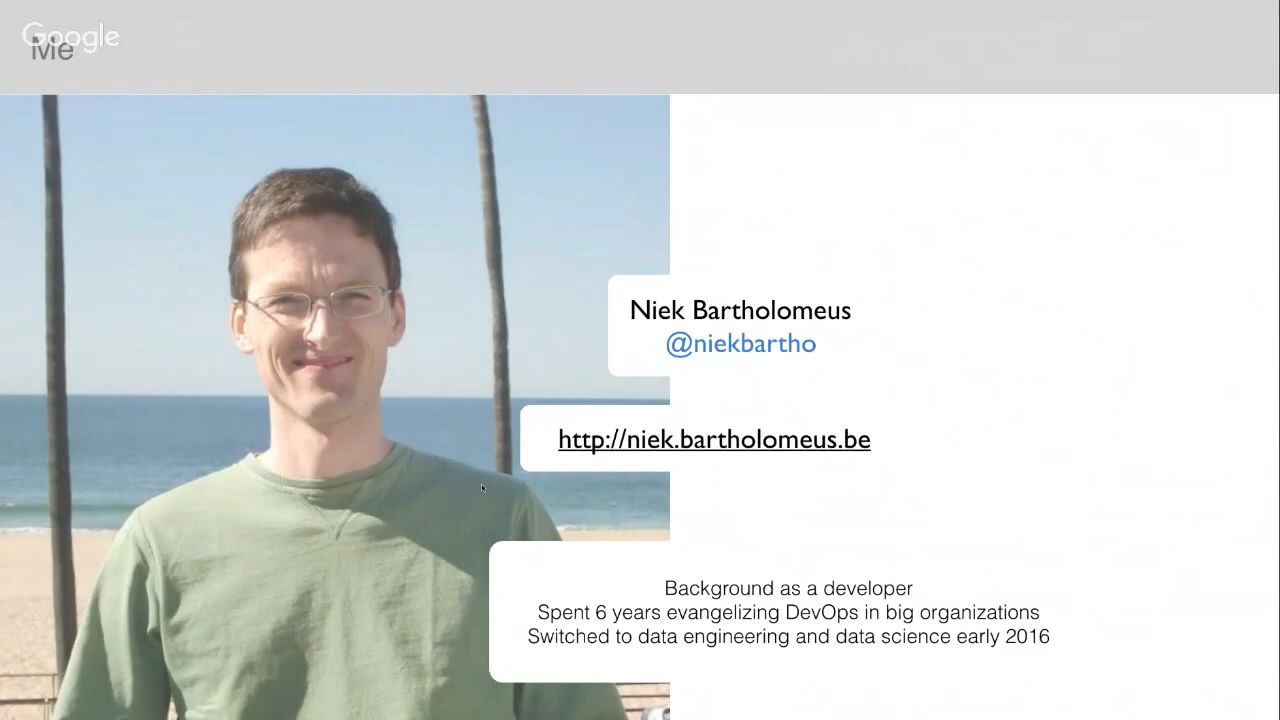 Google
Me
Niek Bartholomeus
@niekbartho
http://niek.bartholomeus.be
Background as a developer
Spent 6 years evangelizing DevOps in big organizations
Switched to data engineering and data science early 2016